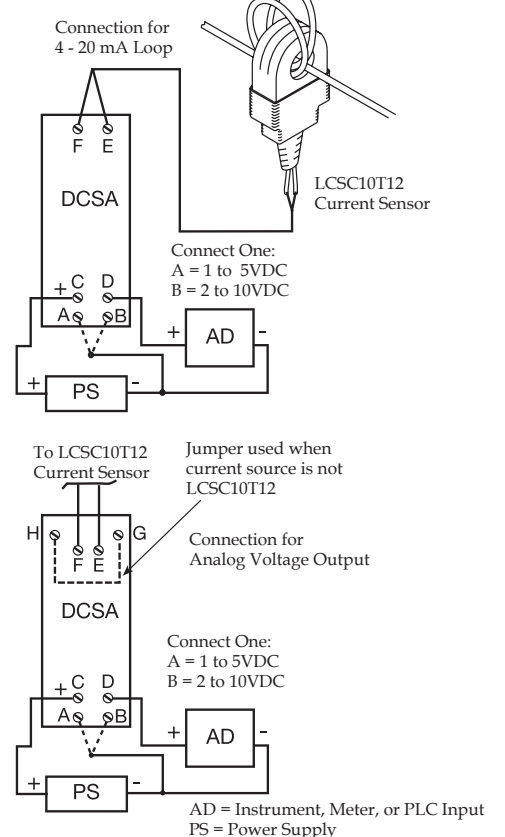 Connection for
4 - 20 mA Loop
F E
DCSA
LCSC10T12
Current Sensor
Connect One:
A = 1 to 5VDC
B = 2 to 10VDC
+ C D
A B
+ AD -
+ PS -
To LCSC10T12
Current Sensor
Jumper used when
current source is not
LCSC10T12
H G
F E
Connection for
Analog Voltage Output
DCSA
Connect One:
A = 1 to 5VDC
B = 2 to 10VDC
+ C D
A B
+ AD -
+ PS -
AD = Instrument, Meter, or PLC Input
PS = Power Supply